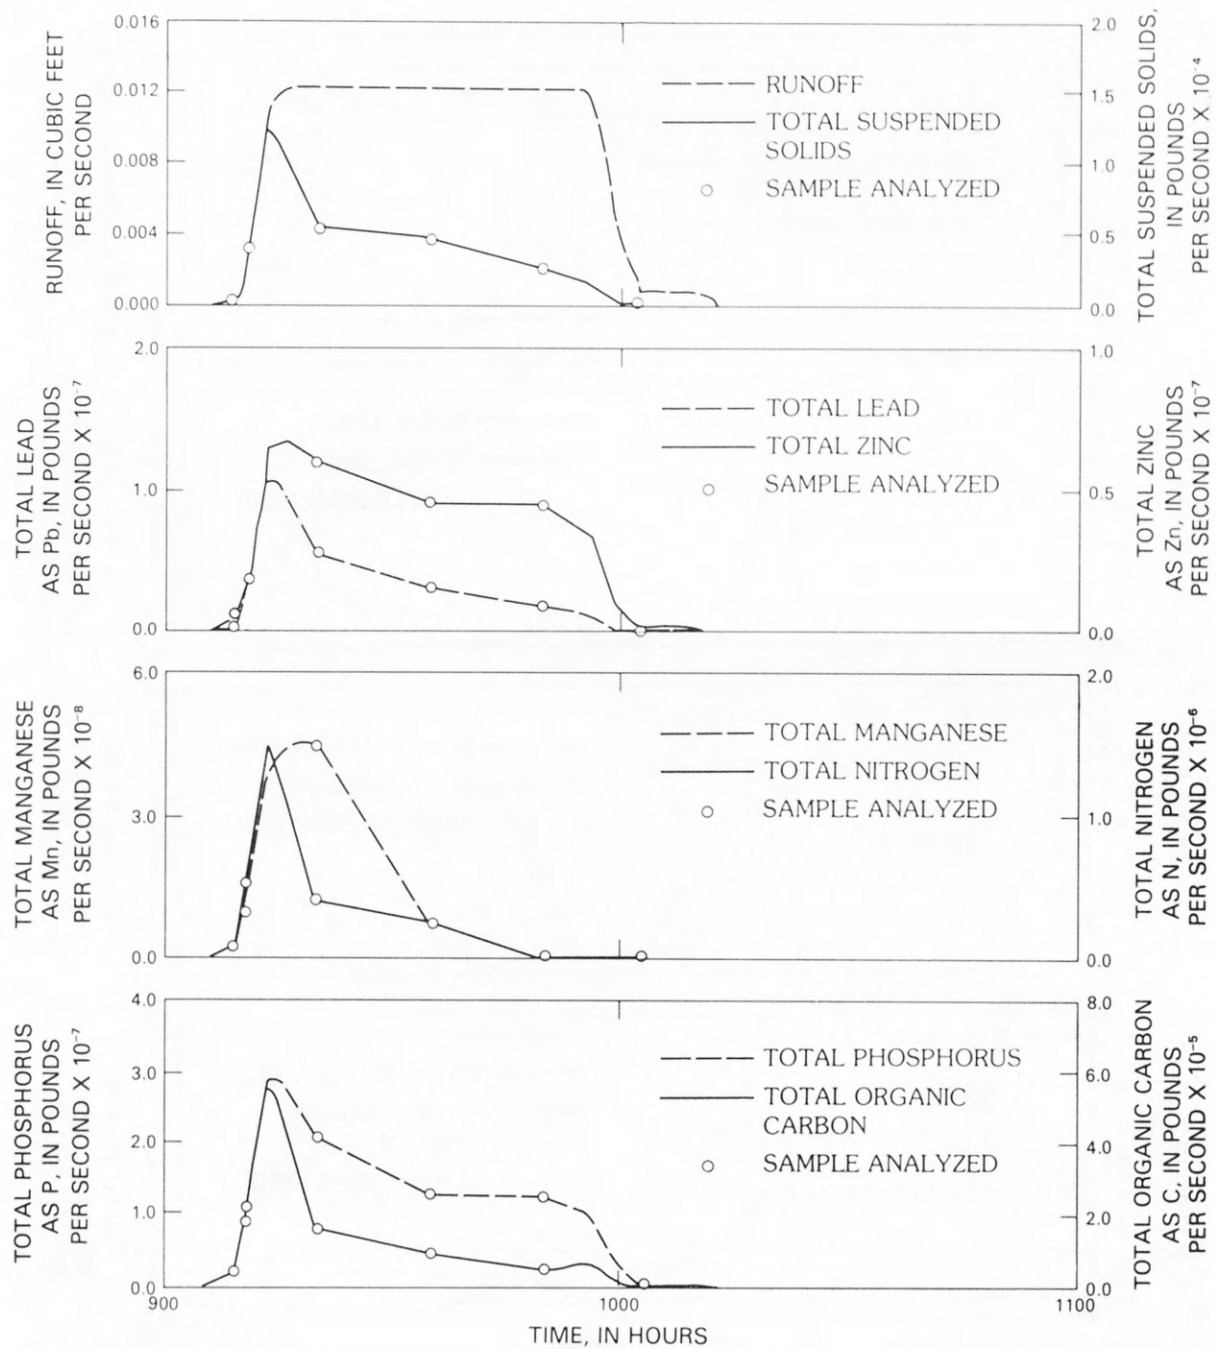 RUNOFF, IN CUBIC FEET
PER SECOND
0.016
0.012
0.008
0.004
0.000
RUNOFF
TOTAL SUSPENDED
SOLIDS
SAMPLE ANALYZED
2.0
1.5
1.0
0.5
0.0
TOTAL SUSPENDED SOLIDS,
IN POUNDS
PER SECOND X10⁻⁴
TOTAL LEAD
AS Pb, IN POUNDS
PER SECOND X 10⁻⁷
2.0
1.0
0.0
TOTAL LEAD
TOTAL ZINC
SAMPLE ANALYZED
1.0
0.5
0.0
TOTAL ZINC
AS Zn, IN POUNDS
PER SECOND X 10⁻⁷
TOTAL MANGANESE
AS Mn, IN POUNDS
PER SECOND X 10⁻⁸
6.0
3.0
0.0
TOTAL MANGANESE
TOTAL NITROGEN
SAMPLE ANALYZED
2.0
1.0
0.0
TOTAL NITROGEN
AS N, IN POUNDS
PER SECOND X 10⁻⁶
TOTAL PHOSPHORUS
AS P, IN POUNDS
PER SECOND X 10⁻⁷
4.0
3.0
2.0
1.0
0.0
TOTAL PHOSPHORUS
TOTAL ORGANIC
CARBON
SAMPLE ANALYZED
8.0
6.0
4.0
2.0
0.0
TOTAL ORGANIC CARBON
AS C, IN POUNDS
PER SECOND X 10⁻⁵
900
1000
1100
TIME, IN HOURS